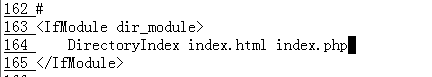 162 #
163 <IfModule dir_module>
164     DirectoryIndex index.html index.php
165 </IfModule>